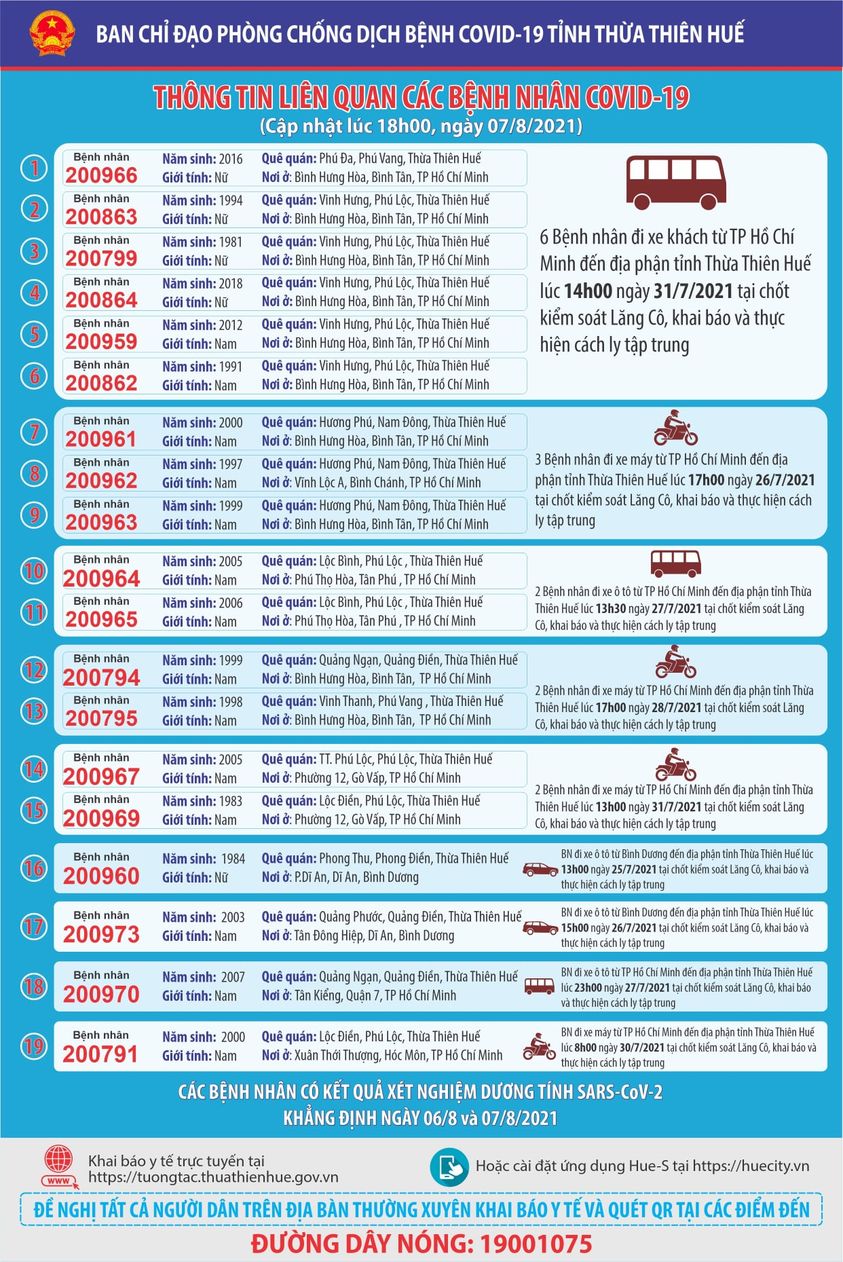 BAN CHỈ ĐẠO PHÒNG CHỐNG DỊCH BỆNH COVID-19 TỈNH THỪA THIÊN HUẾ
THÔNG TIN LIÊN QUAN CÁC BỆNH NHÂN COVID-19
(Cập nhật lúc 18h00, ngày 07/8/2021)
1
Bệnh nhân
200966
Năm sinh: 2016
Giới tính: Nữ
Quê quán: Phú Đa, Phú Vang, Thừa Thiên Huế
Nơi ở: Bình Hưng Hòa, Bình Tân, TP Hồ Chí Minh
2
Bệnh nhân
200863
Năm sinh: 1994
Giới tính: Nữ
Quê quán: Vinh Hưng, Phú Lộc, Thừa Thiên Huế
Nơi ở: Bình Hưng Hòa, Bình Tân, TP Hồ Chí Minh
3
Bệnh nhân
200799
Năm sinh: 1981
Giới tính: Nữ
Quê quán: Vinh Hưng, Phú Lộc, Thừa Thiên Huế
Nơi ở: Bình Hưng Hòa, Bình Tân, TP Hồ Chí Minh
4
Bệnh nhân
200864
Năm sinh: 2018
Giới tính: Nữ
Quê quán: Vinh Hưng, Phú Lộc, Thừa Thiên Huế
Nơi ở: Bình Hưng Hòa, Bình Tân, TP Hồ Chí Minh
5
Bệnh nhân
200959
Năm sinh: 2012
Giới tính: Nam
Quê quán: Vinh Hưng, Phú Lộc, Thừa Thiên Huế
Nơi ở: Bình Hưng Hòa, Bình Tân, TP Hồ Chí Minh
6
Bệnh nhân
200862
Năm sinh: 1991
Giới tính: Nam
Quê quán: Vinh Hưng, Phú Lộc, Thừa Thiên Huế
Nơi ở: Bình Hưng Hòa, Bình Tân, TP Hồ Chí Minh
6 Bệnh nhân đi xe khách từ TP Hồ Chí
Minh đến địa phận tỉnh Thừa Thiên Huế
lúc 14h00 ngày 31/7/2021 tại chốt
kiểm soát Lăng Cô, khai báo và thực
hiện cách ly tập trung
7
Bệnh nhân
200961
Năm sinh: 2000
Giới tính: Nam
Quê quán: Hương Phú, Nam Đông, Thừa Thiên Huế
Nơi ở: Bình Hưng Hòa, Bình Tân, TP Hồ Chí Minh
8
Bệnh nhân
200962
Năm sinh: 1997
Giới tính: Nam
Quê quán: Hương Phú, Nam Đông, Thừa Thiên Huế
Nơi ở: Vĩnh Lộc A, Bình Chánh, TP Hồ Chí Minh
9
Bệnh nhân
200963
Năm sinh: 1999
Giới tính: Nam
Quê quán: Hương Phú, Nam Đông, Thừa Thiên Huế
Nơi ở: Bình Hưng Hòa, Bình Tân, TP Hồ Chí Minh
3 Bệnh nhân đi xe máy từ TP Hồ Chí Minh đến địa
phận tỉnh Thừa Thiên Huế lúc 17h00 ngày 26/7/2021
tại chốt kiểm soát Lăng Cô, khai báo và thực hiện cách
ly tập trung
10
Bệnh nhân
200964
Năm sinh: 2005
Giới tính: Nam
Quê quán: Lộc Bình, Phú Lộc , Thừa Thiên Huế
Nơi ở: Phú Thọ Hòa, Tân Phú , TP Hồ Chí Minh
11
Bệnh nhân
200965
Năm sinh: 2006
Giới tính: Nam
Quê quán: Lộc Bình, Phú Lộc , Thừa Thiên Huế
Nơi ở: Phú Thọ Hòa, Tân Phú , TP Hồ Chí Minh
2 Bệnh nhân đi xe ô tô từ TP Hồ Chí Minh đến địa phận tỉnh Thừa
Thiên Huế lúc 13h30 ngày 27/7/2021 tại chốt kiểm soát Lăng
Cô, khai báo và thực hiện cách ly tập trung
12
Bệnh nhân
200794
Năm sinh: 1999
Giới tính: Nam
Quê quán: Quảng Ngạn, Quảng Điền, Thừa Thiên Huế
Nơi ở: Bình Hưng Hòa, Bình Tân, TP Hồ Chí Minh
13
Bệnh nhân
200795
Năm sinh: 1998
Giới tính: Nam
Quê quán: Vinh Thanh, Phú Vang , Thừa Thiên Huế
Nơi ở: Bình Hưng Hòa, Bình Tân, TP Hồ Chí Minh
2 Bệnh nhân đi xe máy từ TP Hồ Chí Minh đến địa phận tỉnh Thừa
Thiên Huế lúc 17h00 ngày 28/7/2021 tại chốt kiểm soát Lăng
Cô, khai báo và thực hiện cách ly tập trung
14
Bệnh nhân
200967
Năm sinh: 2005
Giới tính: Nam
Quê quán: TT. Phú Lộc, Phú Lộc, Thừa Thiên Huế
Nơi ở: Phường 12, Gò Vấp, TP Hồ Chí Minh
15
Bệnh nhân
200969
Năm sinh: 1983
Giới tính: Nam
Quê quán: Lộc Điền, Phú Lộc, Thừa Thiên Huế
Nơi ở: Phường 12, Gò Vấp, TP Hồ Chí Minh
2 Bệnh nhân đi xe máy từ TP Hồ Chí Minh đến địa phận tỉnh Thừa
Thiên Huế lúc 13h00 ngày 31/7/2021 tại chốt kiểm soát Lăng
Cô, khai báo và thực hiện cách ly tập trung
16
Bệnh nhân
200960
Năm sinh: 1984
Giới tính: Nữ
Quê quán: Phong Thu, Phong Điền, Thừa Thiên Huế
Nơi ở: P.Dĩ An, Dĩ An, Bình Dương
BN đi xe ô tô từ Bình Dương đến địa phận tỉnh Thừa Thiên Huế lúc
13h00 ngày 25/7/2021 tại chốt kiểm soát Lăng Cô, khai báo và
thực hiện cách ly tập trung
17
Bệnh nhân
200973
Năm sinh: 2003
Giới tính: Nam
Quê quán: Quảng Phước, Quảng Điền, Thừa Thiên Huế
Nơi ở: Tân Đông Hiệp, Dĩ An, Bình Dương
BN đi xe ô tô từ Bình Dương đến địa phận tỉnh Thừa Thiên Huế lúc
15h00 ngày 26/7/2021 tại chốt kiểm soát Lăng Cô, khai báo và
thực hiện cách ly tập trung
18
Bệnh nhân
200970
Năm sinh: 2007
Giới tính: Nam
Quê quán: Quảng Ngạn, Quảng Điền, Thừa Thiên Huế
Nơi ở: Tân Kiểng, Quận 7, TP Hồ Chí Minh
BN đi xe ô tô từ TP Hồ Chí Minh đến địa phận tỉnh Thừa Thiên Huế
lúc 23h00 ngày 27/7/2021 tại chốt kiểm soát Lăng Cô, khai báo
và thực hiện cách ly tập trung
19
Bệnh nhân
200791
Năm sinh: 2000
Giới tính: Nam
Quê quán: Lộc Điền, Phú Lộc, Thừa Thiên Huế
Nơi ở: Xuân Thới Thượng, Hóc Môn, TP Hồ Chí Minh
BN đi xe máy từ TP Hồ Chí Minh đến địa phận tỉnh Thừa Thiên Huế
lúc 8h00 ngày 30/7/2021 tại chốt kiểm soát Lăng Cô, khai báo và
thực hiện cách ly tập trung
CÁC BỆNH NHÂN CÓ KẾT QUẢ XÉT NGHIỆM DƯƠNG TÍNH SARS-CoV-2
KHẲNG ĐỊNH NGÀY 06/8 và 07/8/2021
WWW
Khai báo y tế trực tuyến tại
https://tuongtac.thuathienhue.gov.vn
Hoặc cài đặt ứng dụng Hue-S tại https://huecity.vn
ĐỀ NGHỊ TẤT CẢ NGƯỜI DÂN TRÊN ĐỊA BÀN THƯỜNG XUYÊN KHAI BÁO Y TẾ VÀ QUÉT QR TẠI CÁC ĐIỂM ĐẾN
ĐƯỜNG DÂY NÓNG: 19001075